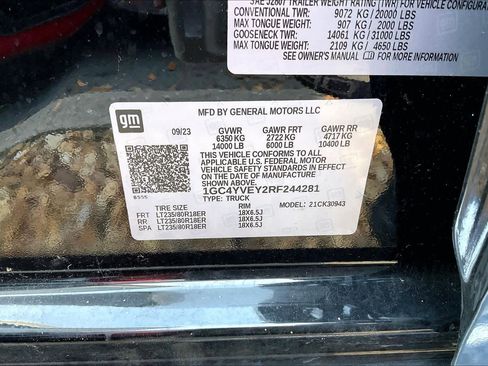 SAE J2807 TRAILER WEIGHT RATING (TWR) FOR VEHICLE CONFIGURATION
CONVENTIONAL TWR: 9072 KG/20000 LBS
MAX TONGUE WEIGHT: 907 KG/ 2000 LBS
GOOSENECK TWR: 14061 KG/31000 LBS
MAX TONGUE WEIGHT: 2109 KG/ 4650 LBS
SEE OWNER'S MANUAL FOR MORE INFORMATION
gm
MFD BY GENERAL MOTORS LLC
09/23 GVWR GAWR FRT GAWR RR
6350 KG 2722 KG 4717 KG
14000 LB 6000 LB 10400 LB
THIS VEHICLE CONFORMS TO ALL
APPLICABLE U.S. FEDERAL MOTOR
VEHICLE SAFETY STANDARDS IN EFFECT
ON THE DATE OF MANUFACTURE SHOWN ABOVE.
1GC4YVEY2RF244281
TYPE: TRUCK
TIRE SIZE RIM MODEL: 21CK30943
FRT LT235/80R18ER 18X6.5J
RR LT235/80R18ER 18X6.5J
SPA LT235/80R18ER 18X6.5J